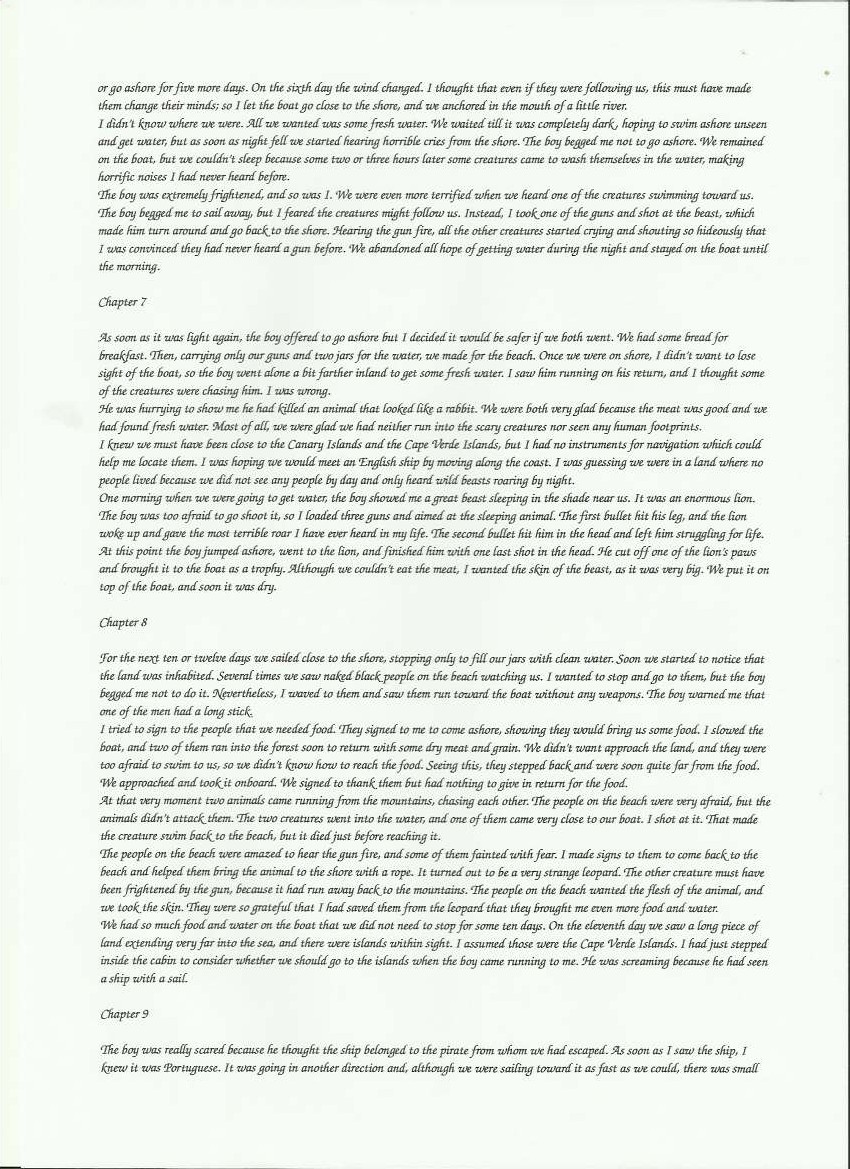 or go ashore for five more days. On the sixth day the wind changed. I thought that even if they were following us, this must have made
them change their minds; so I let the boat go close to the shore, and we anchored in the mouth of a little river.
I didn't know where we were. All we wanted was some fresh water. We waited till it was completely dark, hoping to swim ashore unseen
and get water, but as soon as night fell we started hearing horrible cries from the shore. The boy begged me not to go ashore. We remained
on the boat, but we couldn't sleep because some two or three hours later some creatures came to wash themselves in the water, making
horrific noises I had never heard before.
The boy was extremely frightened, and so was I. We were even more terrified when we heard one of the creatures swimming toward us.
The boy begged me to sail away, but I feared the creatures might follow us. Instead, I took one of the guns and shot at the beast, which
made him turn around and go back to the shore. Hearing the gun fire, all the other creatures started crying and shouting so hideously that
I was convinced they had never heard a gun before. We abandoned all hope of getting water during the night and stayed on the boat until
the morning.
Chapter 7
As soon as it was light again, the boy offered to go ashore but I decided it would be safer if we both went. We had some bread for
breakfast. Then, carrying only our guns and two jars for the water, we made for the beach. Once we were on shore, I didn't want to lose
sight of the boat, so the boy went alone a bit farther inland to get some fresh water. I saw him running on his return, and I thought some
of the creatures were chasing him. I was wrong.
He was hurrying to show me he had killed an animal that looked like a rabbit. We were both very glad because the meat was good and we
had found fresh water. Most of all, we were glad we had neither run into the scary creatures nor seen any human footprints.
I knew we must have been close to the Canary Islands and the Cape Verde Islands, but I had no instruments for navigation which could
help me locate them. I was hoping we would meet an English ship by moving along the coast. I was guessing we were in a land where no
people lived because we did not see any people by day and only heard wild beasts roaring by night.
One morning when we were going to get water, the boy showed me a great beast sleeping in the shade near us. It was an enormous lion.
The boy was too afraid to go shoot it, so I loaded three guns and aimed at the sleeping animal. The first bullet hit his leg, and the lion
woke up and gave the most terrible roar I have ever heard in my life. The second bullet hit him in the head and left him struggling for life.
At this point the boy jumped ashore, went to the lion, and finished him with one last shot in the head. He cut off one of the lion's paws
and brought it to the boat as a trophy. Although we couldn't eat the meat, I wanted the skin of the beast, as it was very big. We put it on
top of the boat, and soon it was dry.
Chapter 8
For the next ten or twelve days we sailed close to the shore, stopping only to fill our jars with clean water. Soon we started to notice that
the land was inhabited. Several times we saw naked black people on the beach watching us. I wanted to stop and go to them, but the boy
begged me not to do it. Nevertheless, I waved to them and saw them run toward the boat without any weapons. The boy warned me that
one of the men had a long stick.
I tried to sign to the people that we needed food. They signed to me to come ashore, showing they would bring us some food. I slowed the
boat, and two of them ran into the forest soon to return with some dry meat and grain. We didn't want approach the land, and they were
too afraid to swim to us, so we didn't know how to reach the food. Seeing this, they stepped back and were soon quite far from the food.
We approached and took it onboard. We signed to thank them but had nothing to give in return for the food.
At that very moment two animals came running from the mountains, chasing each other. The people on the beach were very afraid, but the
animals didn't attack them. The two creatures went into the water, and one of them came very close to our boat. I shot at it. That made
the creature swim back to the beach, but it died just before reaching it.
The people on the beach were amazed to hear the gun fire, and some of them fainted with fear. I made signs to them to come back to the
beach and helped them bring the animal to the shore with a rope. It turned out to be a very strange leopard. The other creature must have
been frightened by the gun, because it had run away back to the mountains. The people on the beach wanted the flesh of the animal, and
we took the skin. They were so grateful that I had saved them from the leopard that they brought me even more food and water.
We had so much food and water on the boat that we did not need to stop for some ten days. On the eleventh day we saw a long piece of
land extending very far into the sea, and there were islands within sight. I assumed those were the Cape Verde Islands. I had just stepped
inside the cabin to consider whether we should go to the islands when the boy came running to me. He was screaming because he had seen
a ship with a sail.
Chapter 9
The boy was really scared because he thought the ship belonged to the pirate from whom we had escaped. As soon as I saw the ship, I
knew it was Portuguese. It was going in another direction and, although we were sailing toward it as fast as we could, there was small